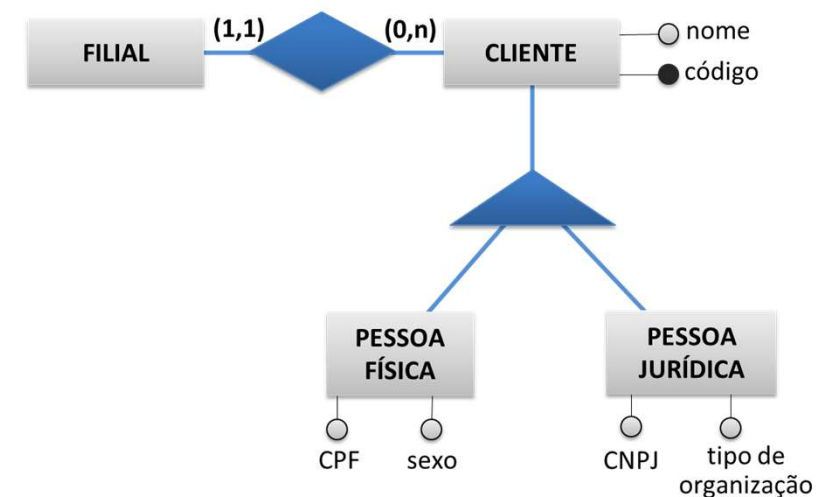 FILIAL
(1,1)
(0,n)
CLIENTE
nome
código
PESSOA
FÍSICA
PESSOA
JURÍDICA
CPF
sexo
CNPJ
tipo de
organização